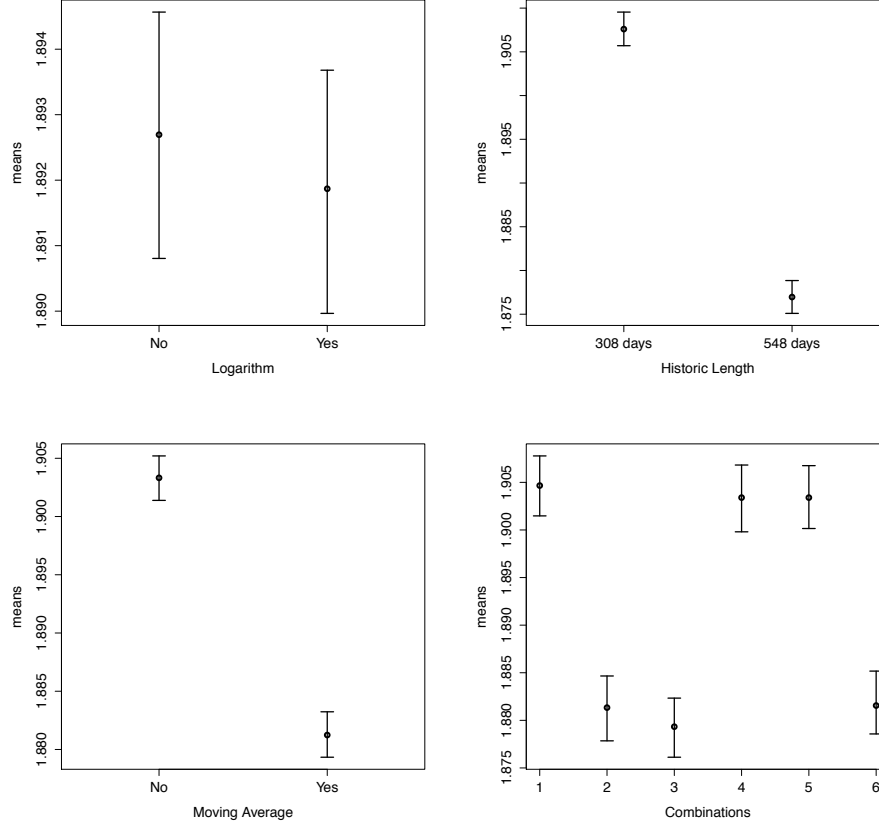 1.894
1.893
1.892
1.891
1.890
means
No Yes
Logarithm
1.905
1.895
1.885
1.875
means
308 days 548 days
Historic Length
1.905
1.900
1.895
1.890
1.885
1.880
means
No Yes
Moving Average
1.905
1.900
1.895
1.890
1.885
1.880
1.875
means
1 2 3 4 5 6
Combinations